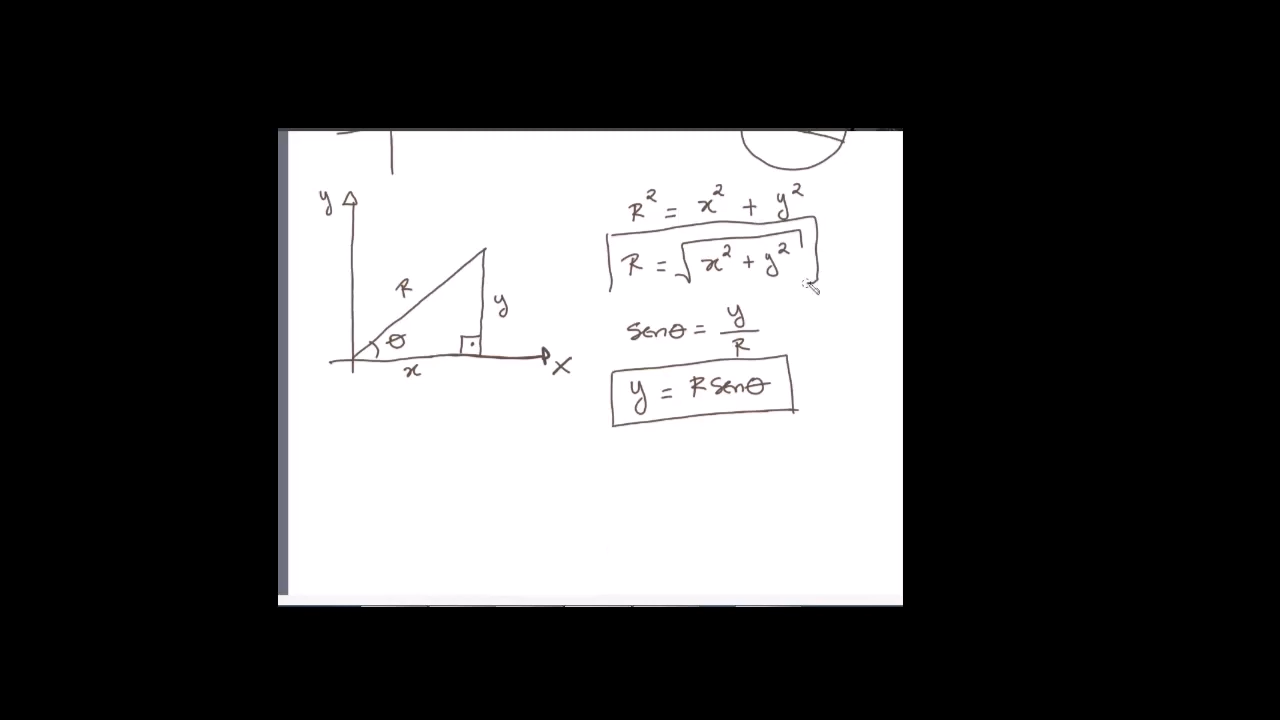 y
R
θ
y
x
X
R² = x² + y²
R = √x² + y²
senθ = y/R
y = R senθ